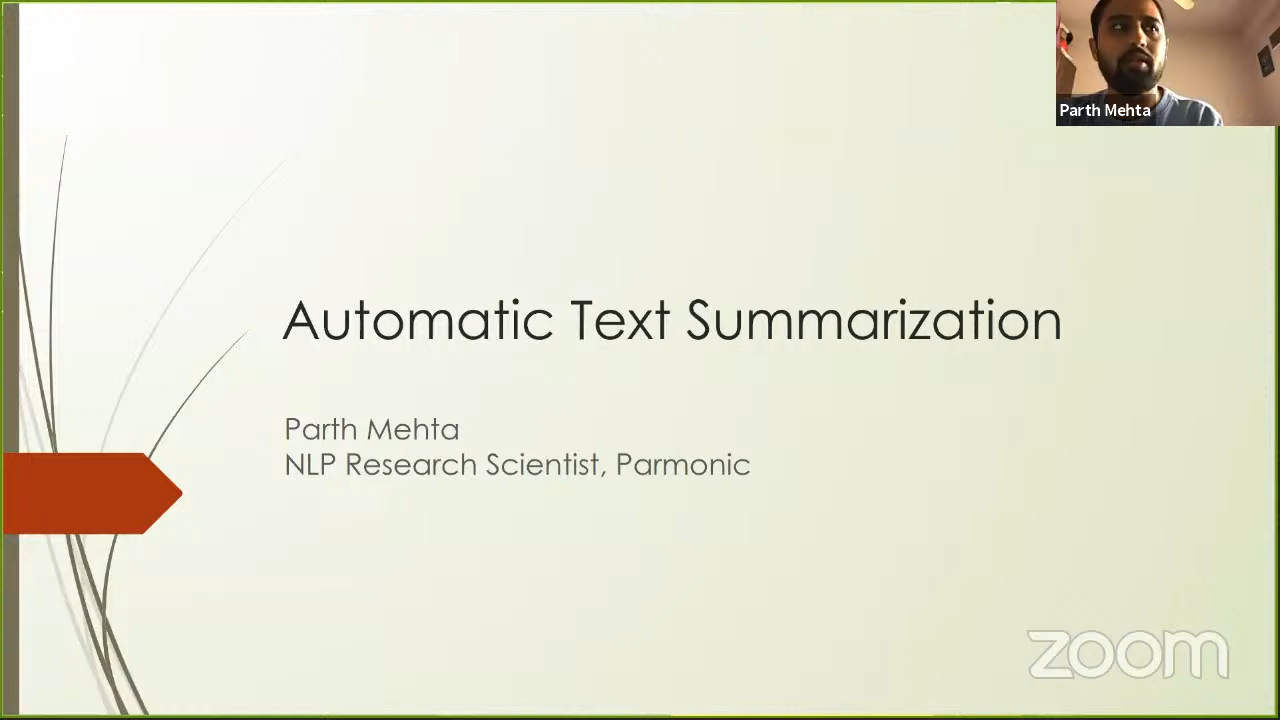 Parth Mehta
Automatic Text Summarization
Parth Mehta
NLP Research Scientist, Parmonic
zoom